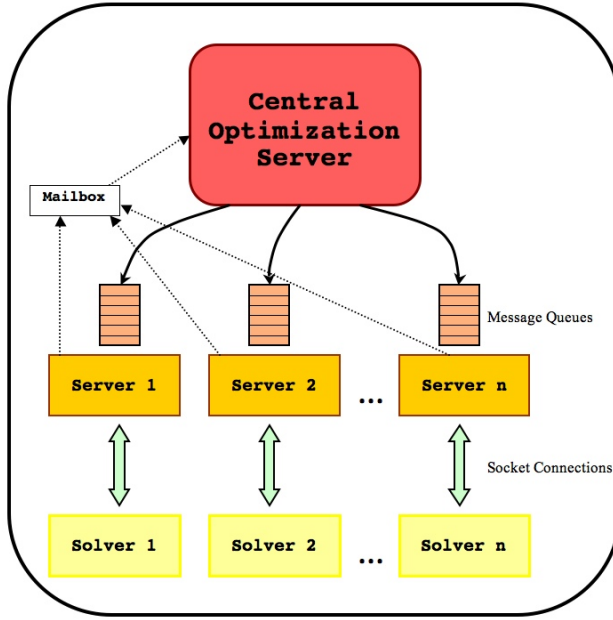 Central
Optimization
Server
Mailbox
Message Queues
Server 1
Server 2
...
Server n
Socket Connections
Solver 1
Solver 2
...
Solver n